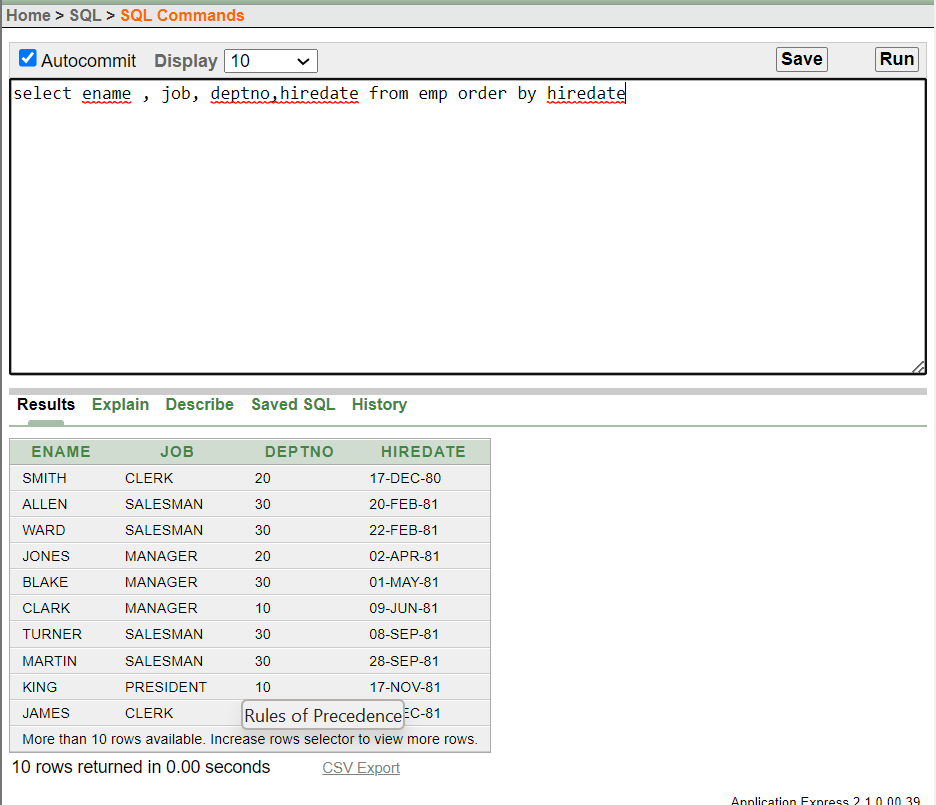 Home > SQL > SQL Commands
Autocommit Display 10 Save Run
select ename , job, deptno,hiredate from emp order by hiredate
Results Explain Describe Saved SQL History
ENAME JOB DEPTNO HIREDATE
SMITH CLERK 20 17-DEC-80
ALLEN SALESMAN 30 20-FEB-81
WARD SALESMAN 30 22-FEB-81
JONES MANAGER 20 02-APR-81
BLAKE MANAGER 30 01-MAY-81
CLARK MANAGER 10 09-JUN-81
TURNER SALESMAN 30 08-SEP-81
MARTIN SALESMAN 30 28-SEP-81
KING PRESIDENT 10 17-NOV-81
JAMES CLERK EC-81
Rules of Precedence
More than 10 rows available. Increase rows selector to view more rows.
10 rows returned in 0.00 seconds CSV Export
Application Express 2.1.0.00.39